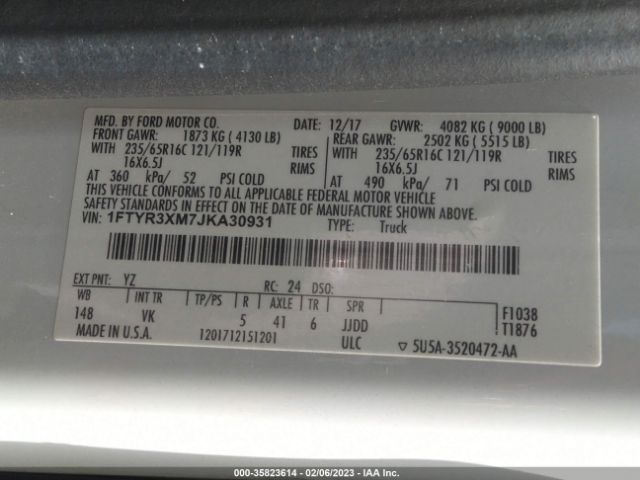 MFD. BY FORD MOTOR CO. DATE: 12/17 GVWR: 4082 KG ( 9000 LB)
FRONT GAWR: 1873 KG ( 4130 LB) REAR GAWR: 2502 KG ( 5515 LB)
WITH 235/65R16C 121/119R TIRES WITH 235/65R16C 121/119R TIRES
16X6.5J RIMS 16X6.5J RIMS
AT 360 kPa/ 52 PSI COLD AT 490 kPa/ 71 PSI COLD
THIS VEHICLE CONFORMS TO ALL APPLICABLE FEDERAL MOTOR VEHICLE
SAFETY STANDARDS IN EFFECT ON THE DATE OF MANUFACTURE SHOWN ABOVE.
VIN: 1FTYR3XM7JKA30931 TYPE: Truck
EXT PNT: YZ RC: 24 DSO:
WB INT TR TP/PS R AXLE TR SPR
148 VK 5 41 6 JJDD F1038
T1876
MADE IN U.S.A. 1201712151201 ULC ▽ 5U5A-3520472-AA
000-35823614 - 02/06/2023 - IAA Inc.